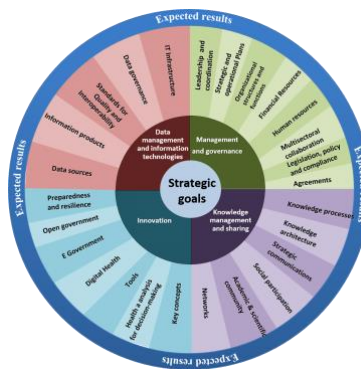 Expected results
Expected results
Expected results
Expected results
Strategic
goals
Data
management
and information
technologies
Management
and governance
Innovation
Knowledge
management
and sharing
IT infrastructure
Data governance
Standards for
Quality and
Interoperability
Information products
Data sources
Leadership and
coordination
Strategic and
operational Plans
Organizational
structures and
functions
Financial Resources
Human resources
Multisectoral
collaboration
Legislation, policy
and compliance
Agreements
Knowledge processes
Knowledge
architecture
Strategic
communications
Social participation
Academic & scientific
community
Networks
Key concepts
Health a analysis
for decision-making
Tools
Digital Health
E Government
Open government
Preparedness
and resilience